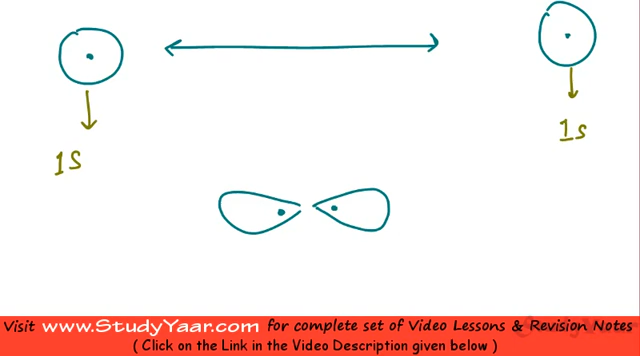 1S
1s
Visit www.StudyYaar.com for complete set of Video Lessons & Revision Notes
( Click on the Link in the Video Description given below )